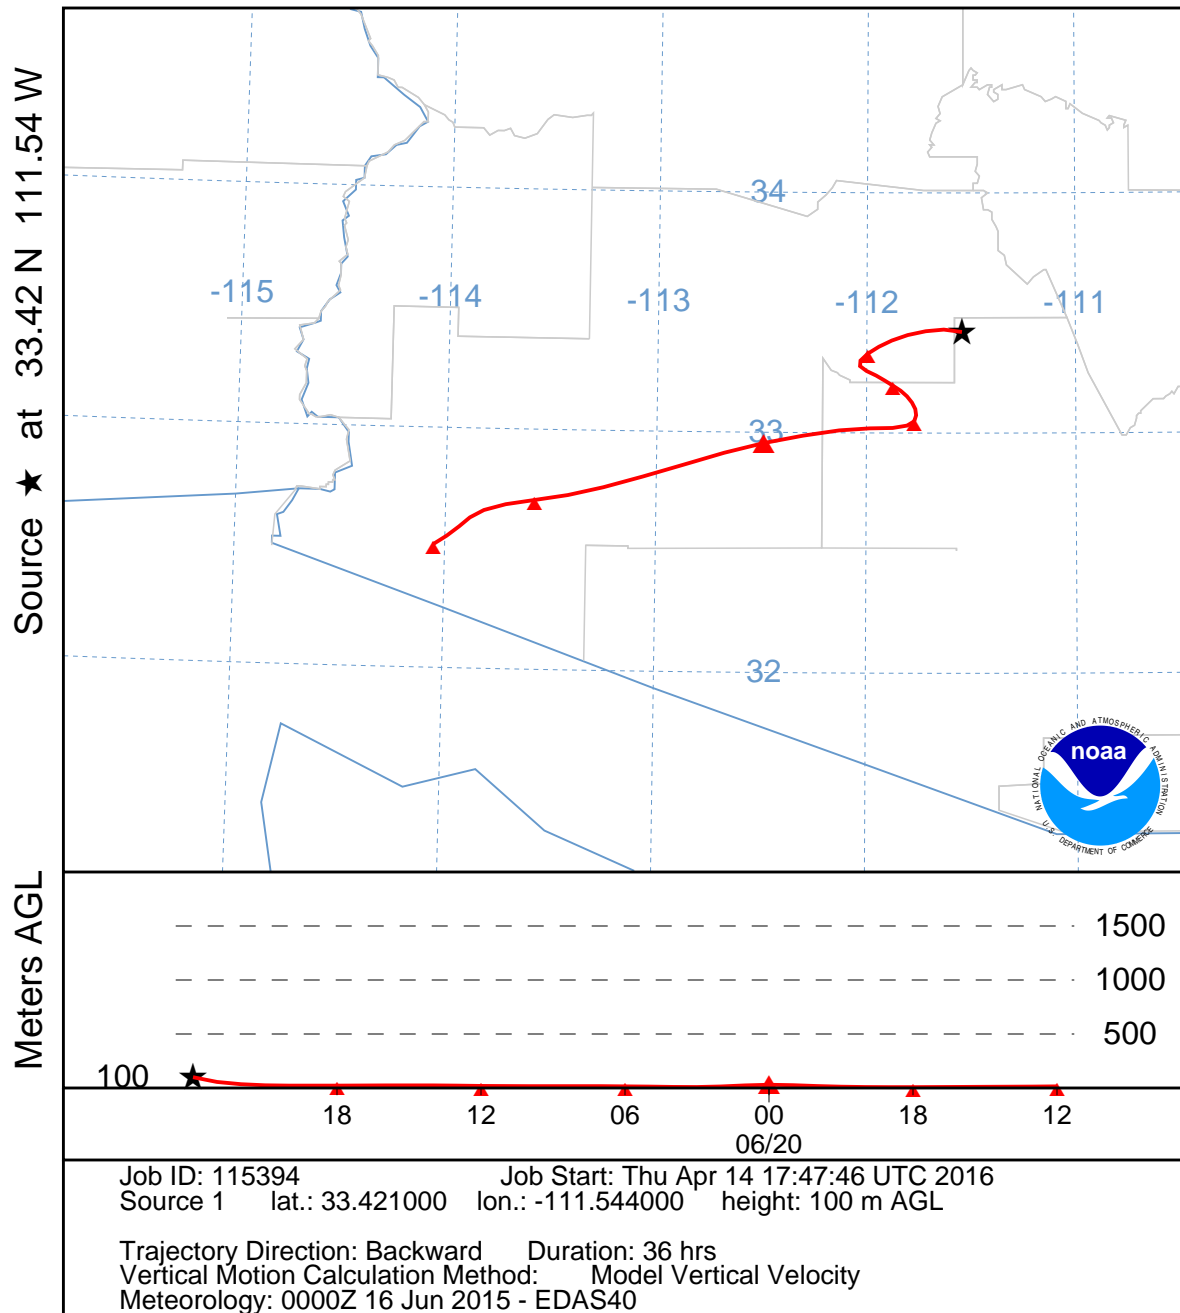 Source ★ at 33.42 N 111.54 W
34
-115 -114 -113 -112 -111
33
32
NATIONAL OCEANIC AND ATMOSPHERIC ADMINISTRATION
noaa
U.S. DEPARTMENT OF COMMERCE
Meters AGL
1500
1000
500
100
18 12 06 00 18 12
06/20
Job ID: 115394 Job Start: Thu Apr 14 17:47:46 UTC 2016
Source 1 lat.: 33.421000 lon.: -111.544000 height: 100 m AGL
Trajectory Direction: Backward Duration: 36 hrs
Vertical Motion Calculation Method: Model Vertical Velocity
Meteorology: 0000Z 16 Jun 2015 - EDAS40